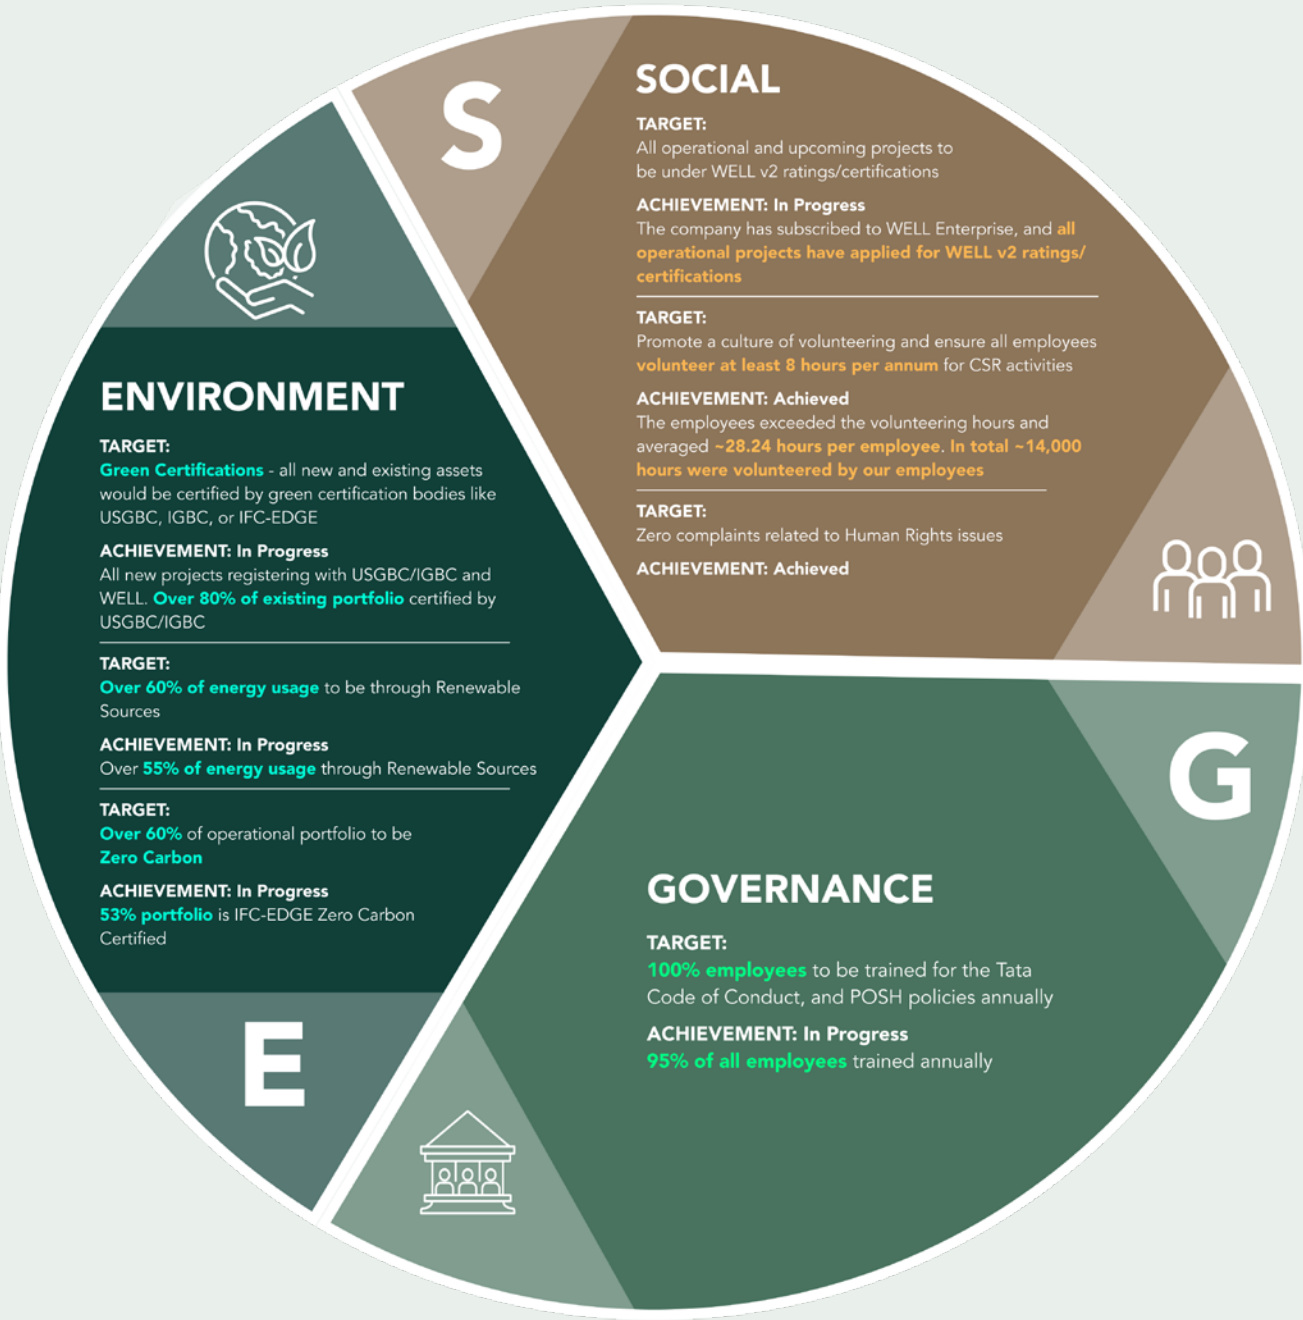 S
SOCIAL
TARGET:
All operational and upcoming projects to
be under WELL v2 ratings/certifications
ACHIEVEMENT: In Progress
The company has subscribed to WELL Enterprise, and all
operational projects have applied for WELL v2 ratings/
certifications
TARGET:
Promote a culture of volunteering and ensure all employees
volunteer at least 8 hours per annum for CSR activities
ACHIEVEMENT: Achieved
The employees exceeded the volunteering hours and
averaged ~28.24 hours per employee. In total ~14,000
hours were volunteered by our employees
TARGET:
Zero complaints related to Human Rights issues
ACHIEVEMENT: Achieved
ENVIRONMENT
TARGET:
Green Certifications - all new and existing assets
would be certified by green certification bodies like
USGBC, IGBC, or IFC-EDGE
ACHIEVEMENT: In Progress
All new projects registering with USGBC/IGBC and
WELL. Over 80% of existing portfolio certified by
USGBC/IGBC
TARGET:
Over 60% of energy usage to be through Renewable
Sources
ACHIEVEMENT: In Progress
Over 55% of energy usage through Renewable Sources
TARGET:
Over 60% of operational portfolio to be
Zero Carbon
ACHIEVEMENT: In Progress
53% portfolio is IFC-EDGE Zero Carbon
Certified
E
G
GOVERNANCE
TARGET:
100% employees to be trained for the Tata
Code of Conduct, and POSH policies annually
ACHIEVEMENT: In Progress
95% of all employees trained annually